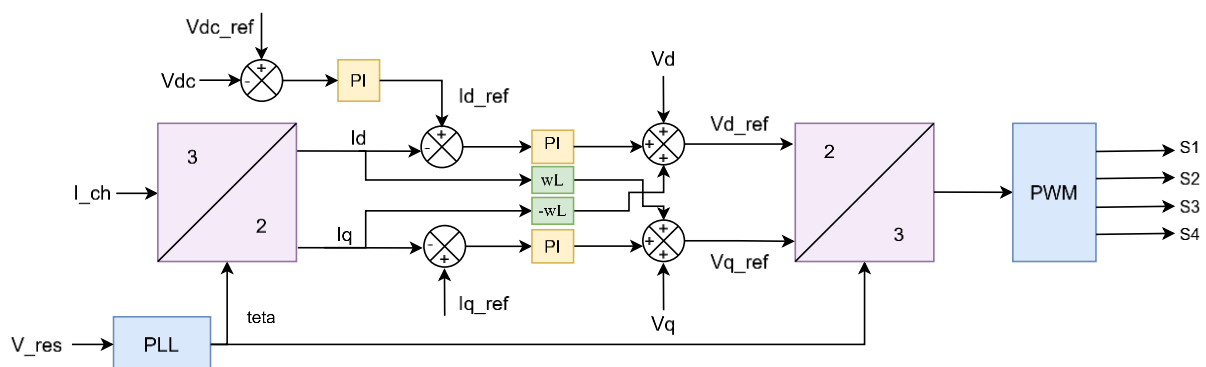 Vdc_ref
+
Vdc
-
PI
Id_ref
Vd
3
2
I_ch
Id
+
-
PI
+
+
+
Vd_ref
wL
-wL
Iq
-
+
PI
+
+
+
Vq_ref
Iq_ref
Vq
2
3
PWM
S1
S2
S3
S4
teta
V_res
PLL